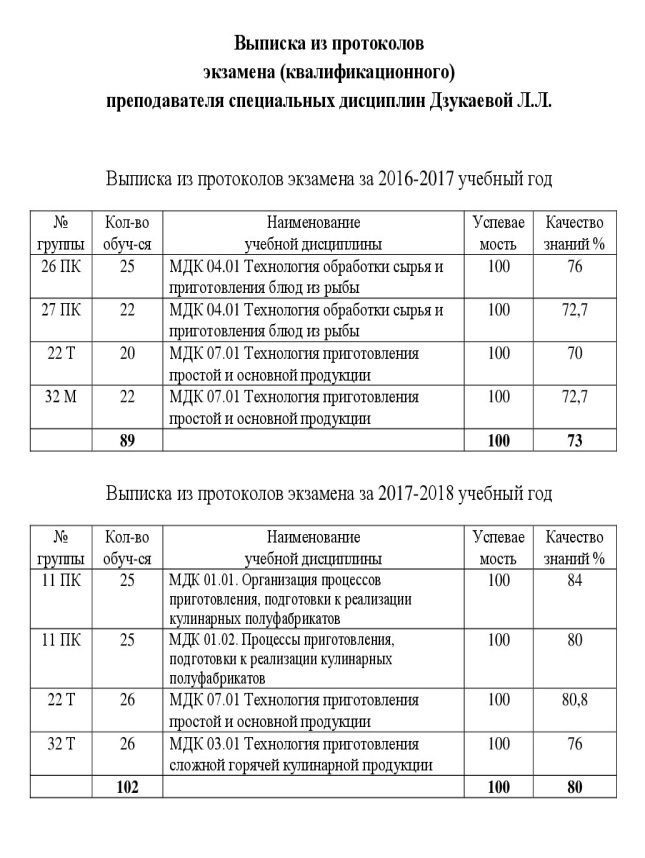 Выписка из протоколов
экзамена (квалификационного)
преподавателя специальных дисциплин Дзукаевой Л.Л.
Выписка из протоколов экзамена за 2016-2017 учебный год
№ группы Кол-во обуч-ся Наименование учебной дисциплины Успевае мость Качество знаний %
26 ПК 25 МДК 04.01 Технология обработки сырья и 100 76
приготовления блюд из рыбы
27 ПК 22 МДК 04.01 Технология обработки сырья и 100 72,7
приготовления блюд из рыбы
22 Т 20 МДК 07.01 Технология приготовления 100 70
простой и основной продукции
32 М 22 МДК 07.01 Технология приготовления 100 72,7
простой и основной продукции
89 100 73
Выписка из протоколов экзамена за 2017-2018 учебный год
№ группы Кол-во обуч-ся Наименование учебной дисциплины Успевае мость Качество знаний %
11 ПК 25 МДК 01.01. Организация процессов 100 84
приготовления, подготовки к реализации
кулинарных полуфабрикатов
11 ПК 25 МДК 01.02. Процессы приготовления, 100 80
подготовки к реализации кулинарных
полуфабрикатов
22 Т 26 МДК 07.01 Технология приготовления 100 80,8
простой и основной продукции
32 Т 26 МДК 03.01 Технология приготовления 100 76
сложной горячей кулинарной продукции
102 100 80